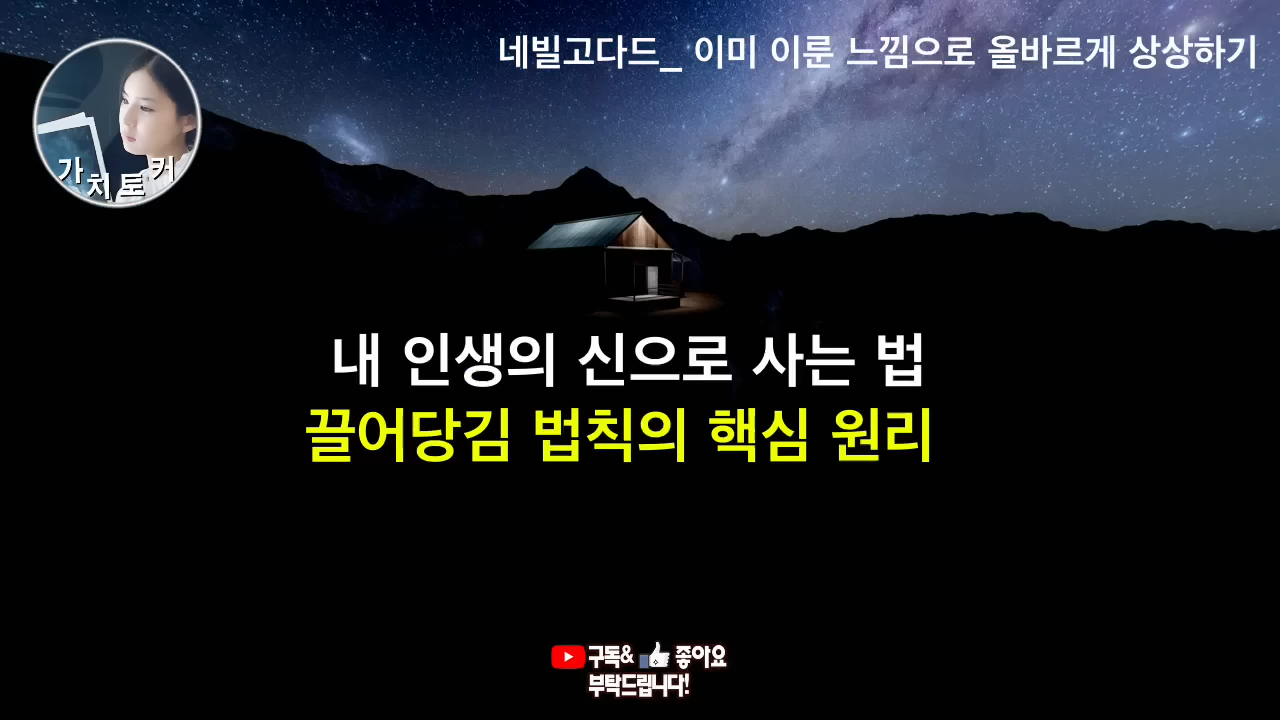 네빌고다드_ 이미 이룬 느낌으로 올바르게 상상하기
가치토커
내 인생의 신으로 사는 법
끌어당김 법칙의 핵심 원리
구독& 좋아요
부탁드립니다!